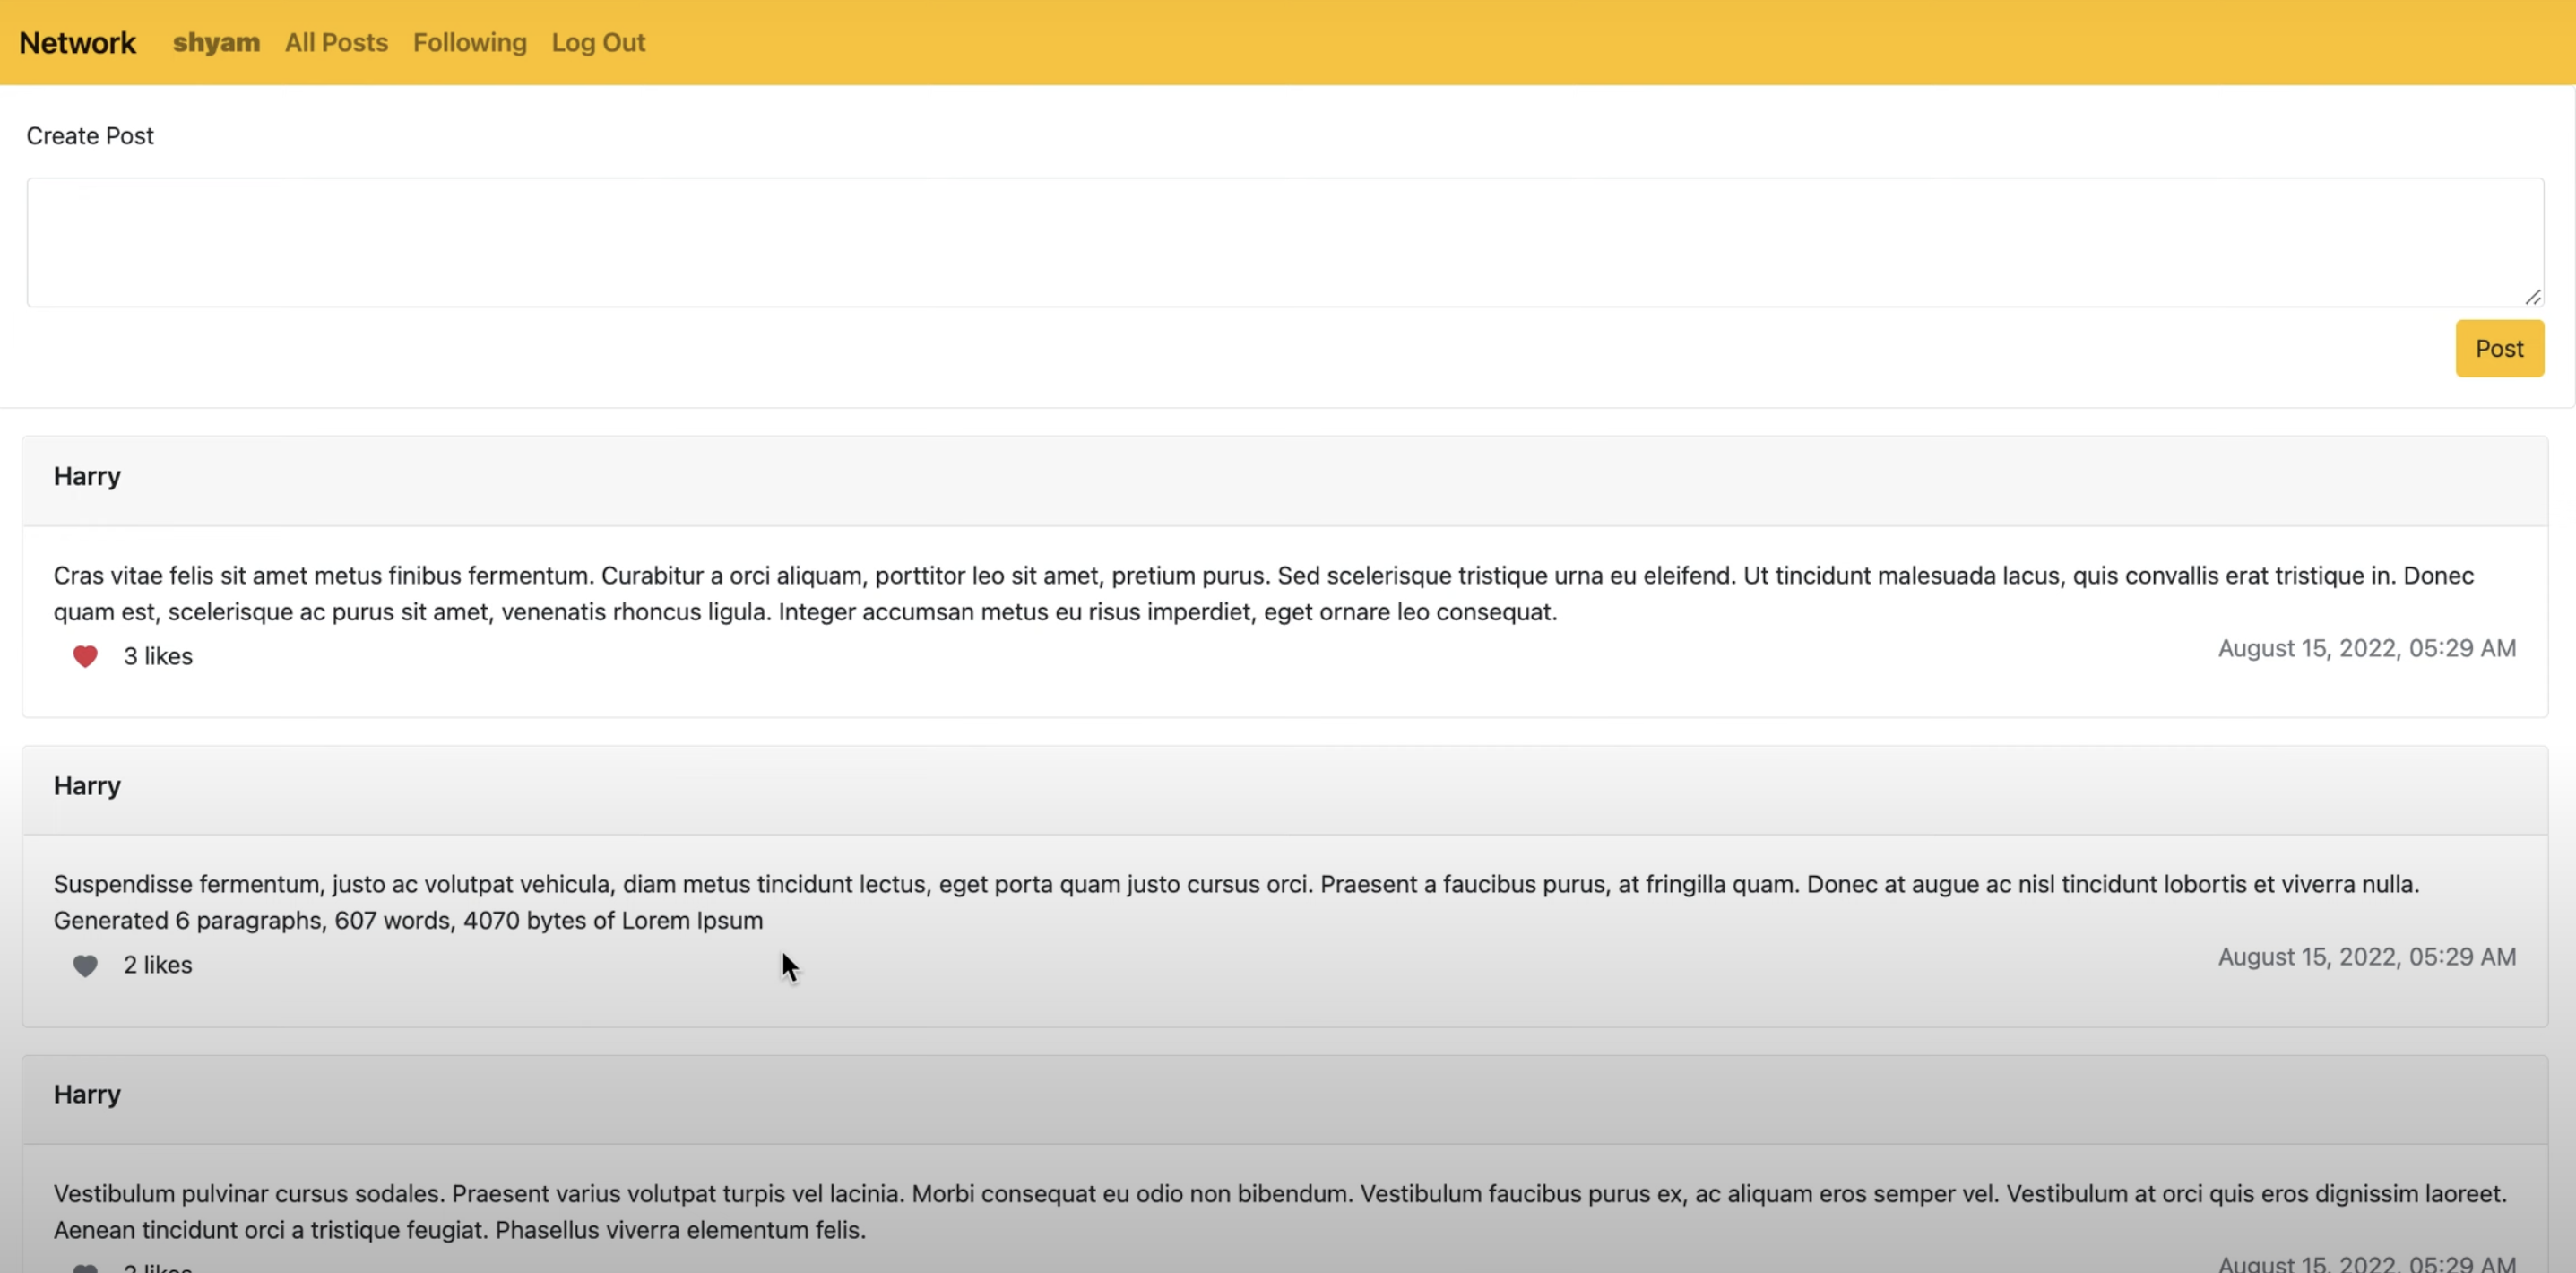 Network shyam All Posts Following Log Out
Create Post
Post
Harry
Cras vitae felis sit amet metus finibus fermentum. Curabitur a orci aliquam, porttitor leo sit amet, pretium purus. Sed scelerisque tristique urna eu eleifend. Ut tincidunt malesuada lacus, quis convallis erat tristique in. Donec
quam est, scelerisque ac purus sit amet, venenatis rhoncus ligula. Integer accumsan metus eu risus imperdiet, eget ornare leo consequat.
3 likes August 15, 2022, 05:29 AM
Harry
Suspendisse fermentum, justo ac volutpat vehicula, diam metus tincidunt lectus, eget porta quam justo cursus orci. Praesent a faucibus purus, at fringilla quam. Donec at augue ac nisl tincidunt lobortis et viverra nulla.
Generated 6 paragraphs, 607 words, 4070 bytes of Lorem Ipsum
2 likes August 15, 2022, 05:29 AM
Harry
Vestibulum pulvinar cursus sodales. Praesent varius volutpat turpis vel lacinia. Morbi consequat eu odio non bibendum. Vestibulum faucibus purus ex, ac aliquam eros semper vel. Vestibulum at orci quis eros dignissim laoreet.
Aenean tincidunt orci a tristique feugiat. Phasellus viverra elementum felis.
likes August 15, 2022, 05:29 AM